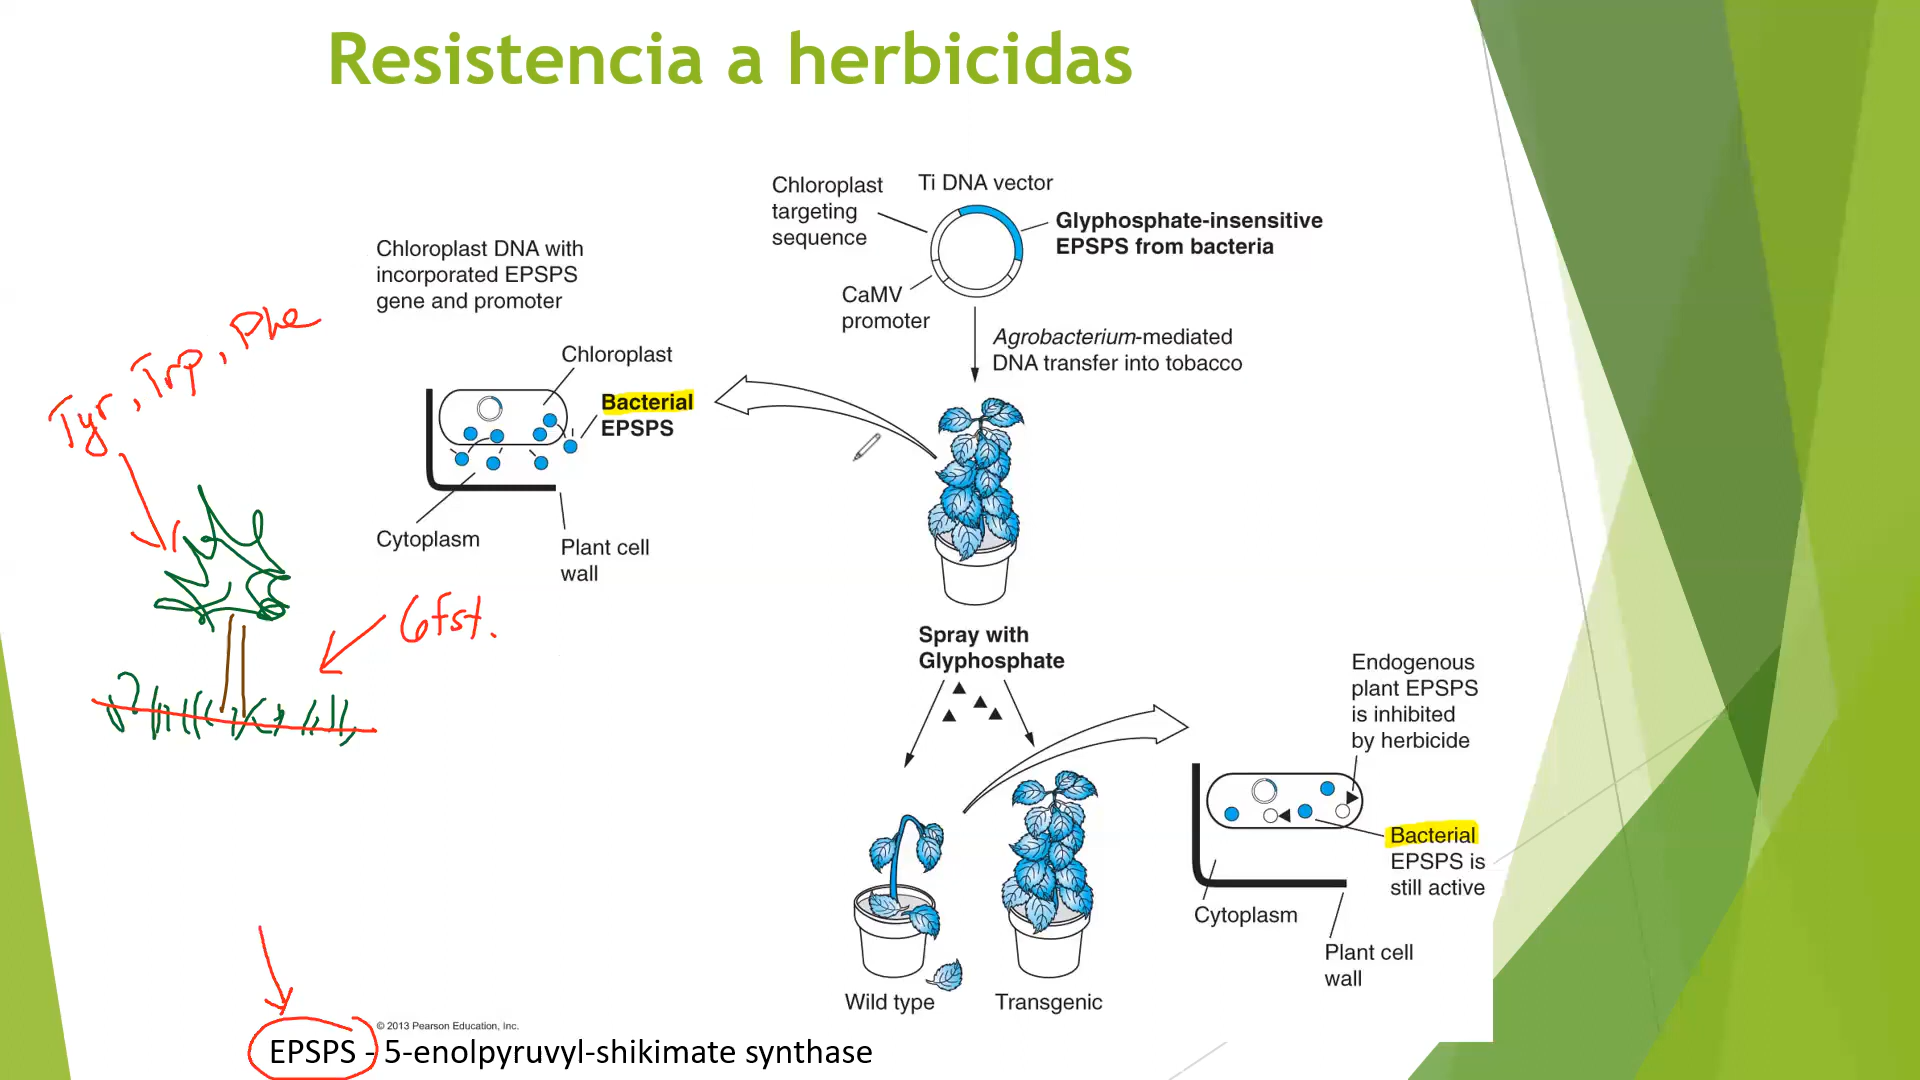 Resistencia a herbicidas
Chloroplast
targeting
sequence
Ti DNA vector
Glyphosphate-insensitive
EPSPS from bacteria
CaMV
promoter
Agrobacterium-mediated
DNA transfer into tobacco
Chloroplast DNA with
incorporated EPSPS
gene and promoter
Chloroplast
Bacterial
EPSPS
Cytoplasm
Plant cell
wall
Tyr, Trp, Phe
Gfst.
Spray with
Glyphosphate
Endogenous
plant EPSPS
is inhibited
by herbicide
Bacterial
EPSPS is
still active
Cytoplasm
Plant cell
wall
Wild type
Transgenic
© 2013 Pearson Education, Inc.
EPSPS - 5-enolpyruvyl-shikimate synthase